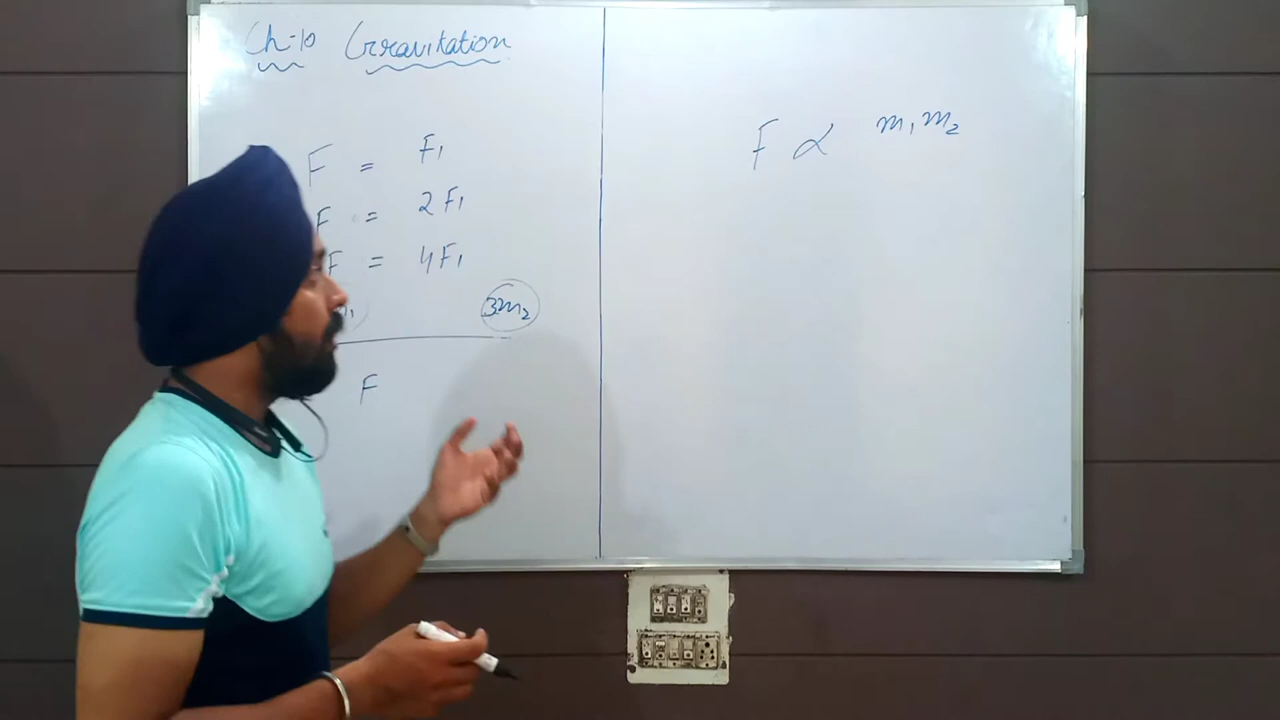 Ch-10 Gravitation
F = F₁
F = 2F₁
F = 4F₁
3m₂
F
F ∝ m₁m₂